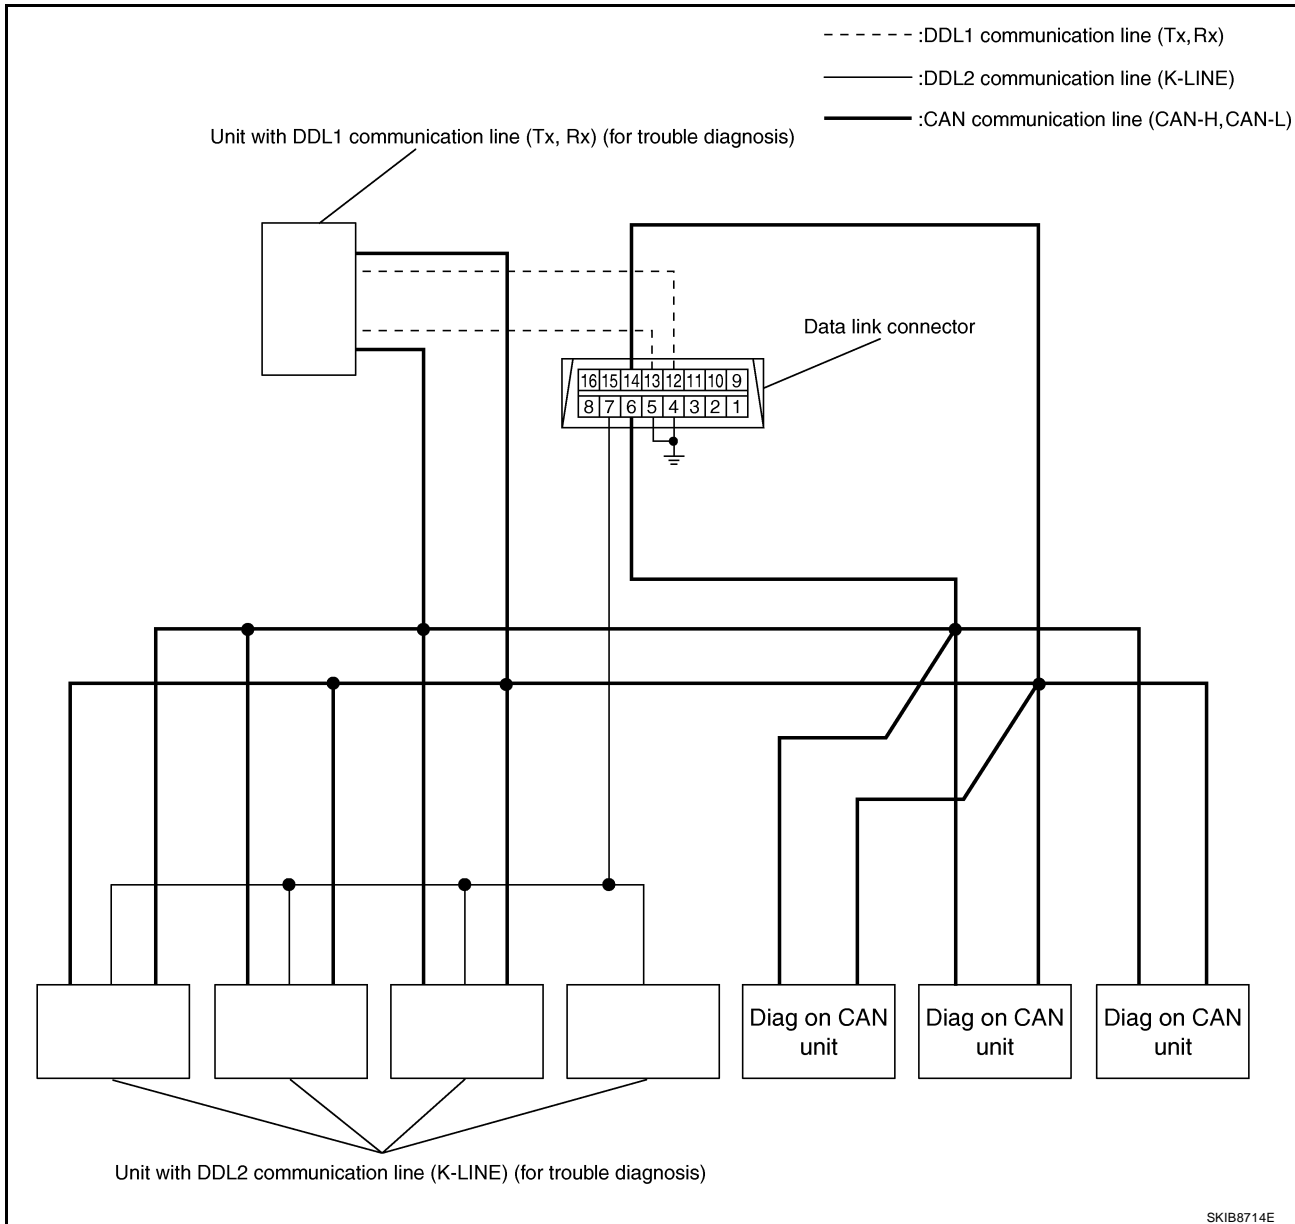 :DDL1 communication line (Tx,Rx)
:DDL2 communication line (K-LINE)
:CAN communication line (CAN-H,CAN-L)
Unit with DDL1 communication line (Tx, Rx) (for trouble diagnosis)
Data link connector
16 15 14 13 12 11 10 9
8 7 6 5 4 3 2 1
Diag on CAN
unit
Diag on CAN
unit
Diag on CAN
unit
Unit with DDL2 communication line (K-LINE) (for trouble diagnosis)
SKIB8714E